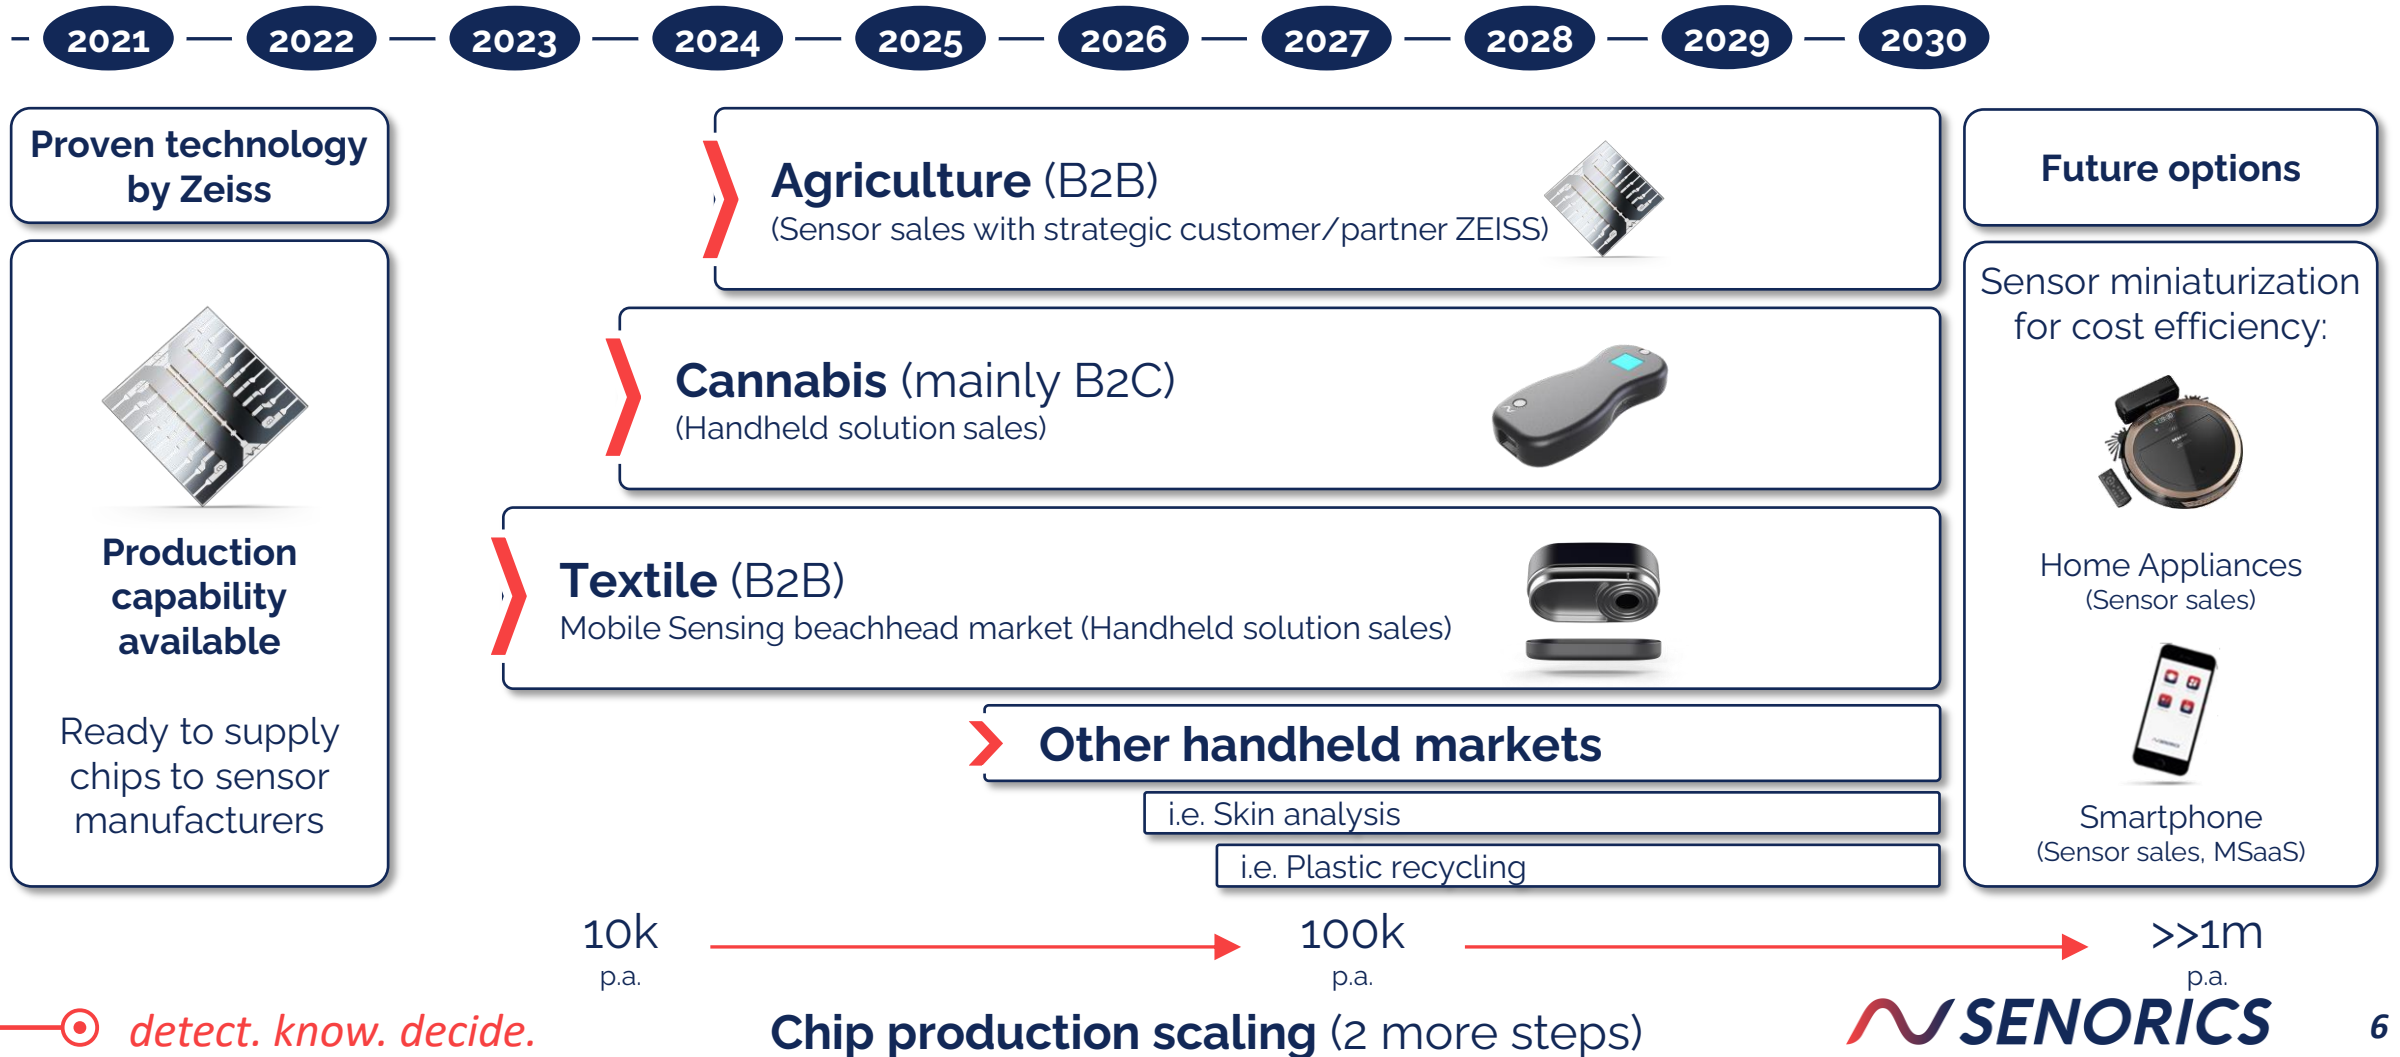 2021 2022 2023 2024 2025 2026 2027 2028 2029 2030
Proven technology
by Zeiss
Production
capability
available
Ready to supply
chips to sensor
manufacturers
Agriculture (B2B)
(Sensor sales with strategic customer/partner ZEISS)
Cannabis (mainly B2C)
(Handheld solution sales)
Textile (B2B)
Mobile Sensing beachhead market (Handheld solution sales)
Other handheld markets
i.e. Skin analysis
i.e. Plastic recycling
Future options
Sensor miniaturization
for cost efficiency:
Home Appliances
(Sensor sales)
Smartphone
(Sensor sales, MSaaS)
10k
p.a.
100k
p.a.
>>1m
p.a.
Chip production scaling (2 more steps)
detect. know. decide.
SENORICS
6